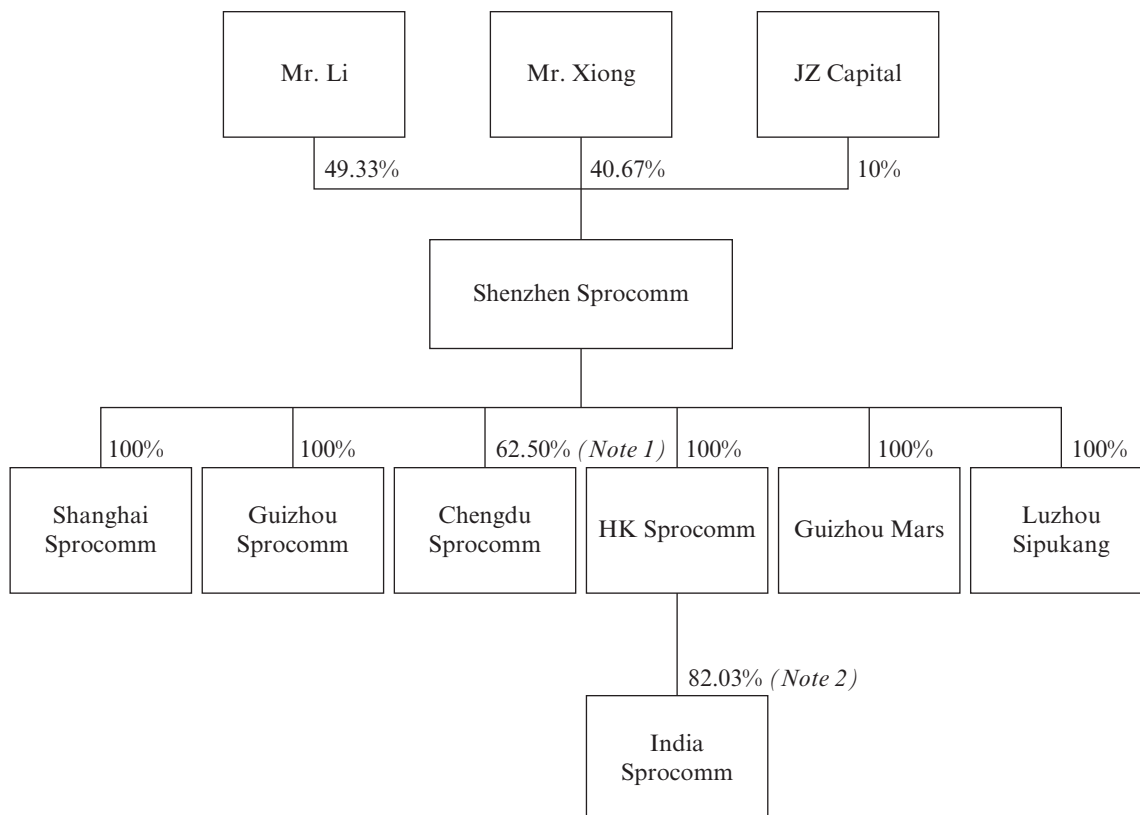 Mr. Li
Mr. Xiong
JZ Capital
49.33%
40.67%
10%
Shenzhen Sprocomm
100%
100%
62.50% (Note 1)
100%
100%
100%
Shanghai
Sprocomm
Guizhou
Sprocomm
Chengdu
Sprocomm
HK Sprocomm
Guizhou Mars
Luzhou
Sipukang
82.03% (Note 2)
India
Sprocomm